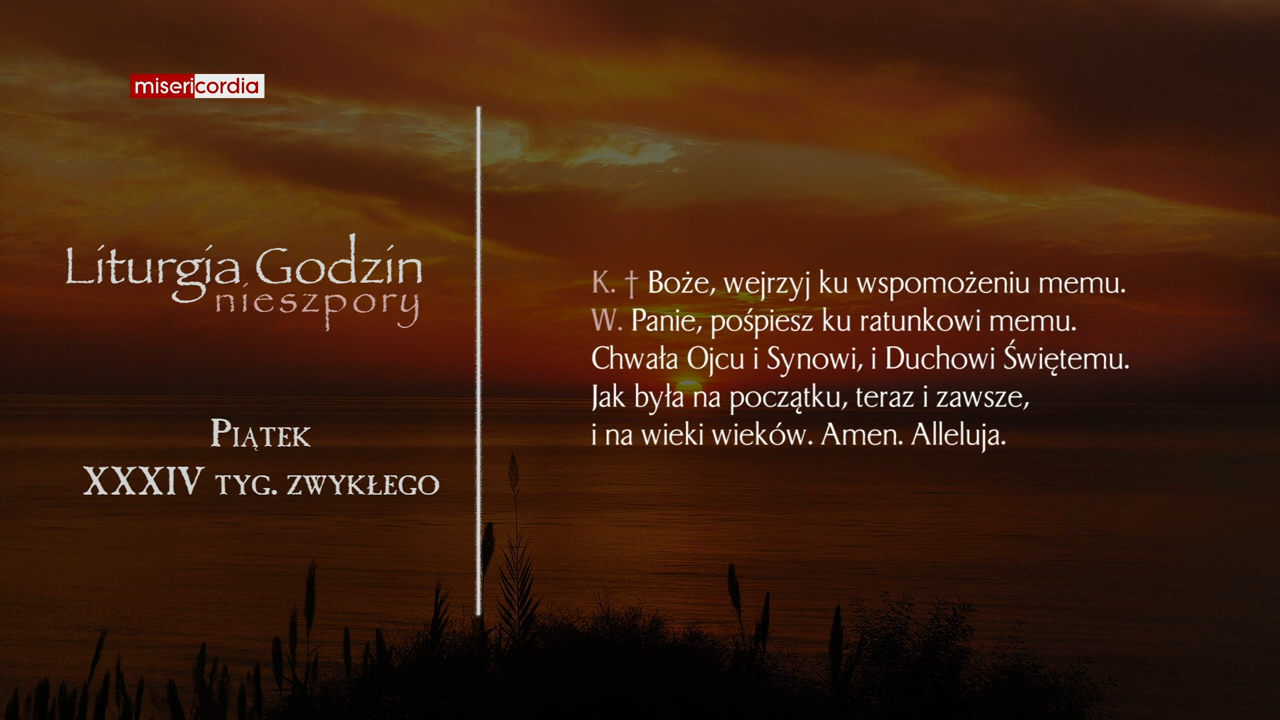 misericordia
Liturgia Godzin
nieszpory
Piątek
XXXIV tyg. zwykłego
K. † Boże, wejrzyj ku wspomożeniu memu.
W. Panie, pośpiesz ku ratunkowi memu.
Chwała Ojcu i Synowi, i Duchowi Świętemu.
Jak była na początku, teraz i zawsze,
i na wieki wieków. Amen. Alleluja.